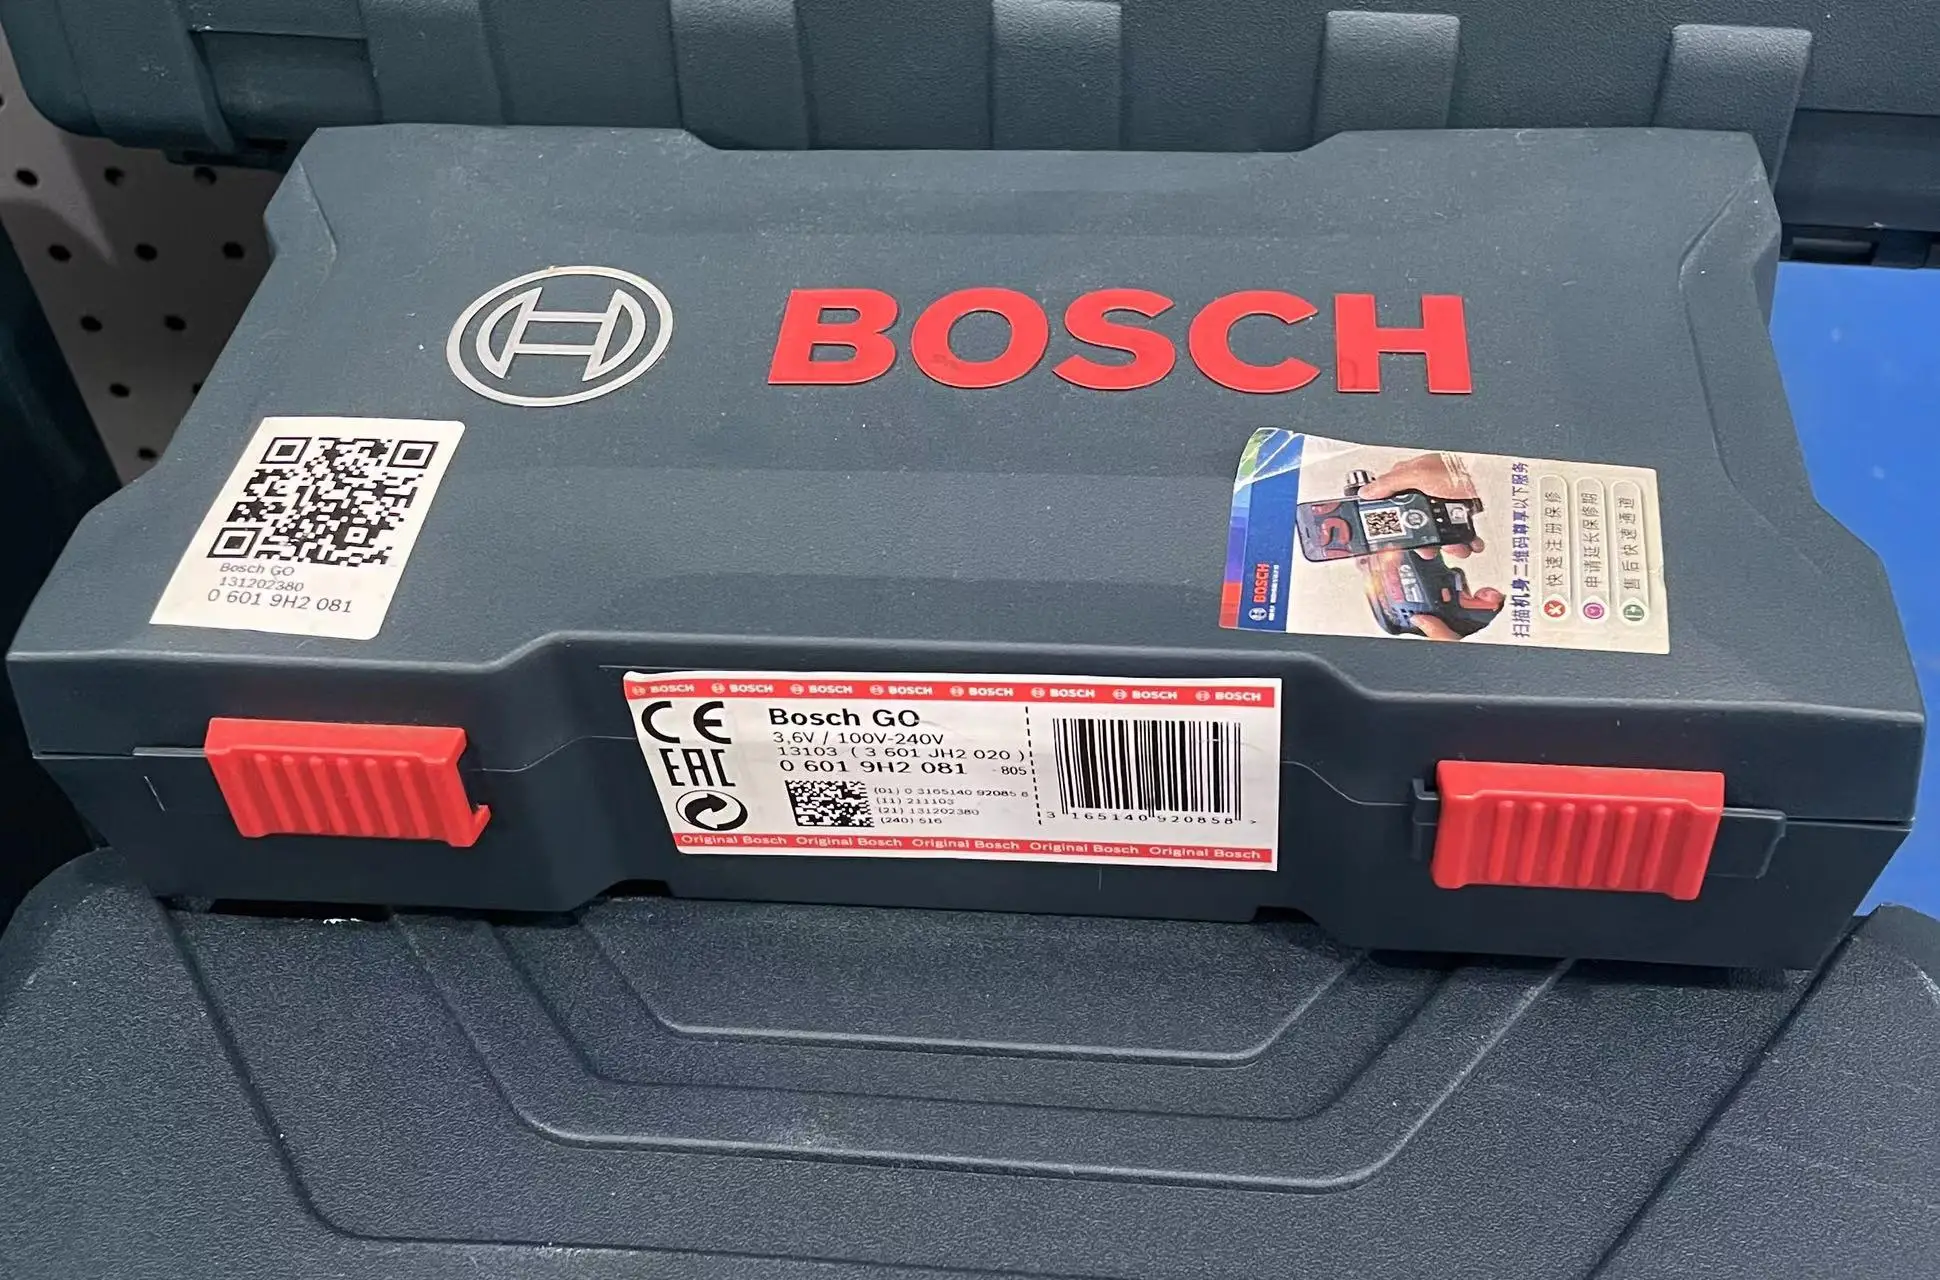 BOSCH
Bosch GO
131202380
0 601 9H2 081
BOSCH
扫描机身二维码尊享以下服务
快速注册保修
申请延长保修期
售后快速通道
BOSCH BOSCH BOSCH BOSCH BOSCH BOSCH BOSCH BOSCH
CE
EAC
Bosch GO
3,6V / 100V-240V
13103 ( 3 601 JH2 020 )
0 601 9H2 081 -805
(01) 0 3165140 92085 8
(11) 211103
(21) 131202380
(240) 516
3 165140 920858 >
Original Bosch Original Bosch Original Bosch Original Bosch Original Bosch